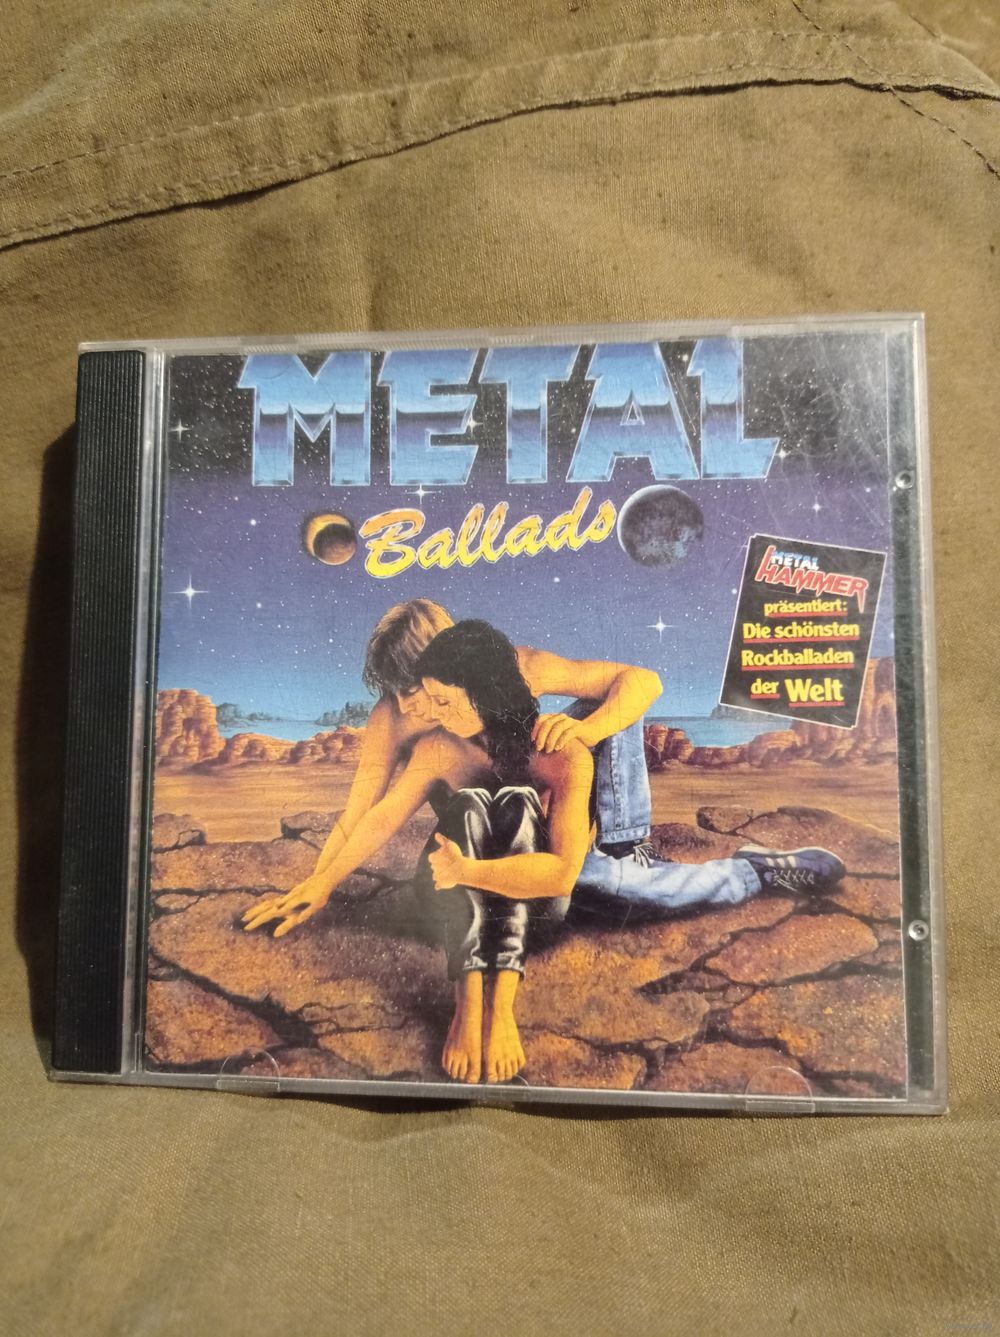 METAL
Ballads
METAL
HAMMER
präsentiert:
Die schönsten
Rockballaden
der Welt